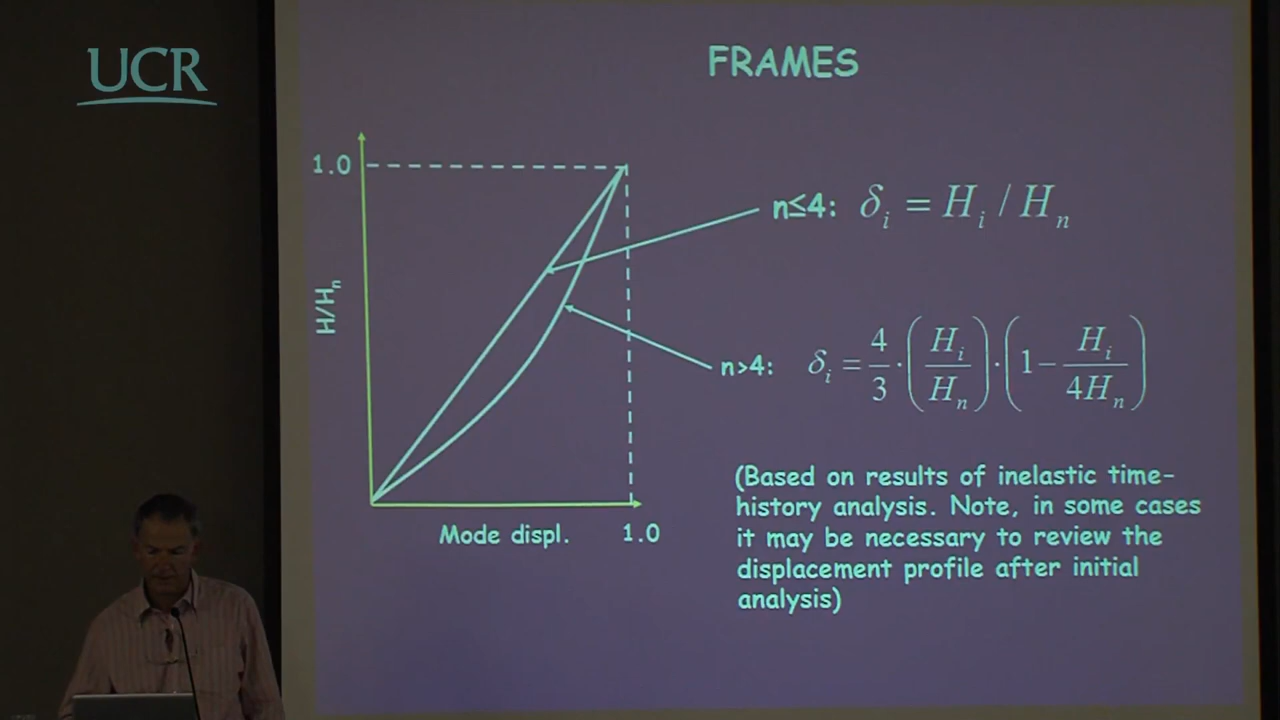 UCR
FRAMES
1.0
H/Hn
Mode displ.
1.0
n≤4: δi = Hi / Hn
n>4: δi = 4/3 · (Hi/Hn) · (1 − Hi/4Hn)
(Based on results of inelastic time-
history analysis. Note, in some cases
it may be necessary to review the
displacement profile after initial
analysis)